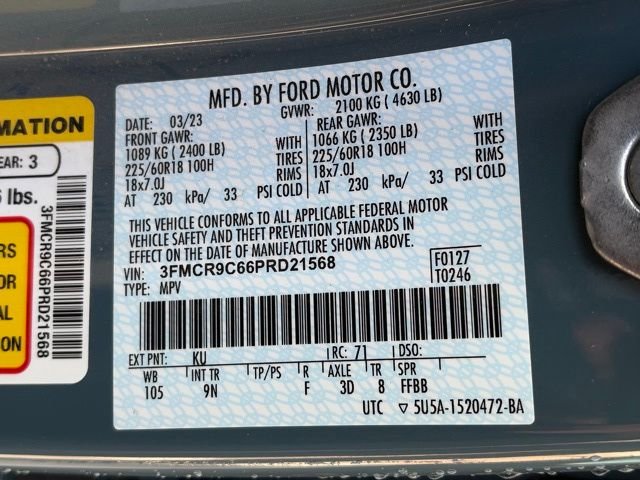 MFD. BY FORD MOTOR CO.
DATE: 03/23 GVWR: 2100 KG ( 4630 LB)
FRONT GAWR: WITH REAR GAWR: WITH
1089 KG ( 2400 LB) TIRES 1066 KG ( 2350 LB) TIRES
225/60R18 100H RIMS 225/60R18 100H RIMS
18x7.0J 18x7.0J
AT 230 kPa/ 33 PSI COLD AT 230 kPa/ 33 PSI COLD
THIS VEHICLE CONFORMS TO ALL APPLICABLE FEDERAL MOTOR
VEHICLE SAFETY AND THEFT PREVENTION STANDARDS IN
EFFECT ON THE DATE OF MANUFACTURE SHOWN ABOVE.
VIN: 3FMCR9C66PRD21568 F0127
TYPE: MPV T0246
EXT PNT: KU RC: 71 DSO:
WB INT TR TP/PS R AXLE TR SPR
105 9N F 3D 8 FFBB
UTC ▽ 5U5A-1520472-BA
MATION
EAR: 3
lbs.
RS
OR
AL
ION
3FMCR9C66PRD21568